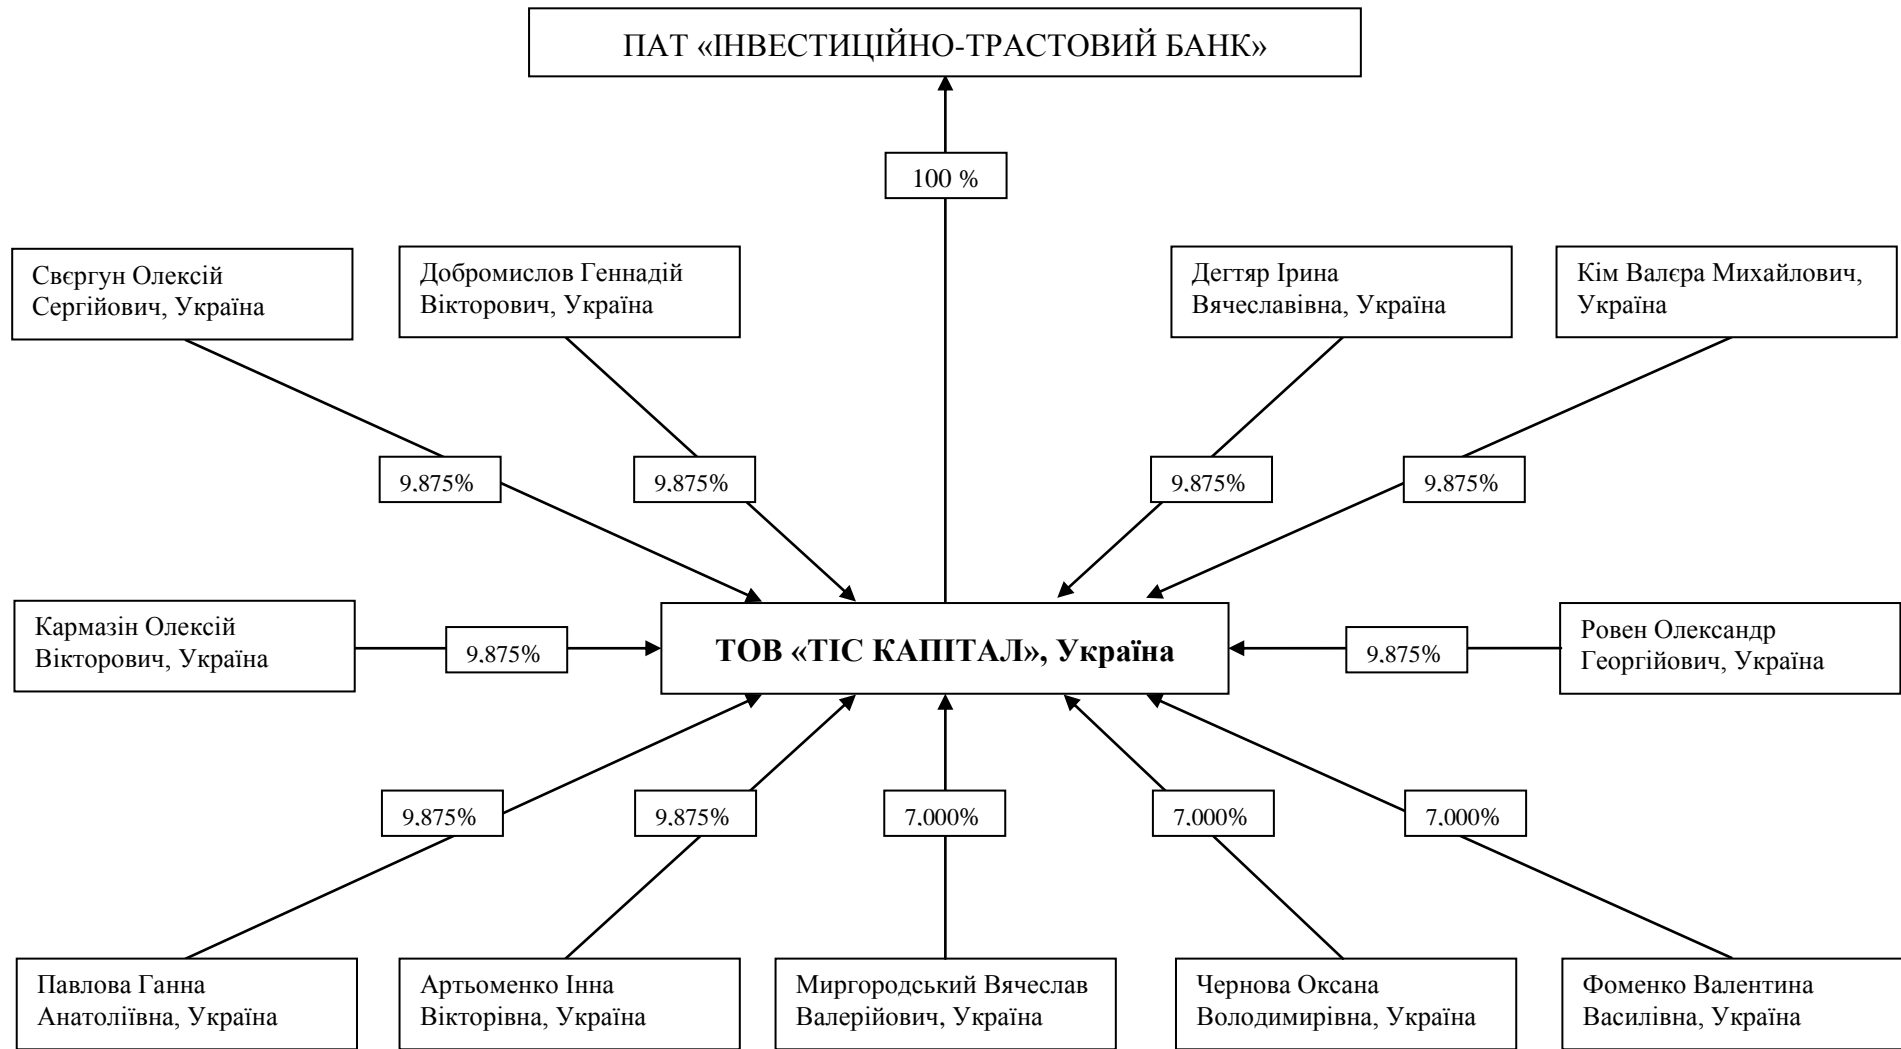 ПАТ «ІНВЕСТИЦІЙНО-ТРАСТОВИЙ БАНК»
100 %
Свєргун Олексій
Сергійович, Україна
Добромислов Геннадій
Вікторович, Україна
Дегтяр Ірина
Вячеславівна, Україна
Кім Валєра Михайлович,
Україна
9,875%
9,875%
9,875%
9,875%
Кармазін Олексій
Вікторович, Україна
9,875%
ТОВ «ТІС КАПІТАЛ», Україна
9,875%
Ровен Олександр
Георгійович, Україна
9,875%
9,875%
7,000%
7,000%
7,000%
Павлова Ганна
Анатоліївна, Україна
Артьоменко Інна
Вікторівна, Україна
Миргородський Вячеслав
Валерійович, Україна
Чернова Оксана
Володимирівна, Україна
Фоменко Валентина
Василівна, Україна